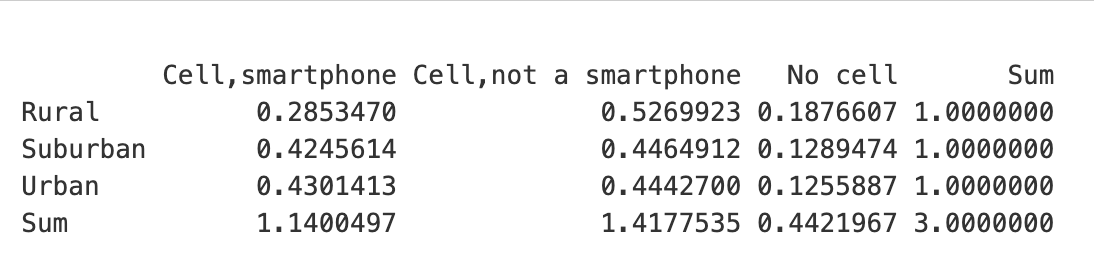 Cell,smartphone Cell,not a smartphone No cell Sum
Rural 0.2853470 0.5269923 0.1876607 1.0000000
Suburban 0.4245614 0.4464912 0.1289474 1.0000000
Urban 0.4301413 0.4442700 0.1255887 1.0000000
Sum 1.1400497 1.4177535 0.4421967 3.0000000